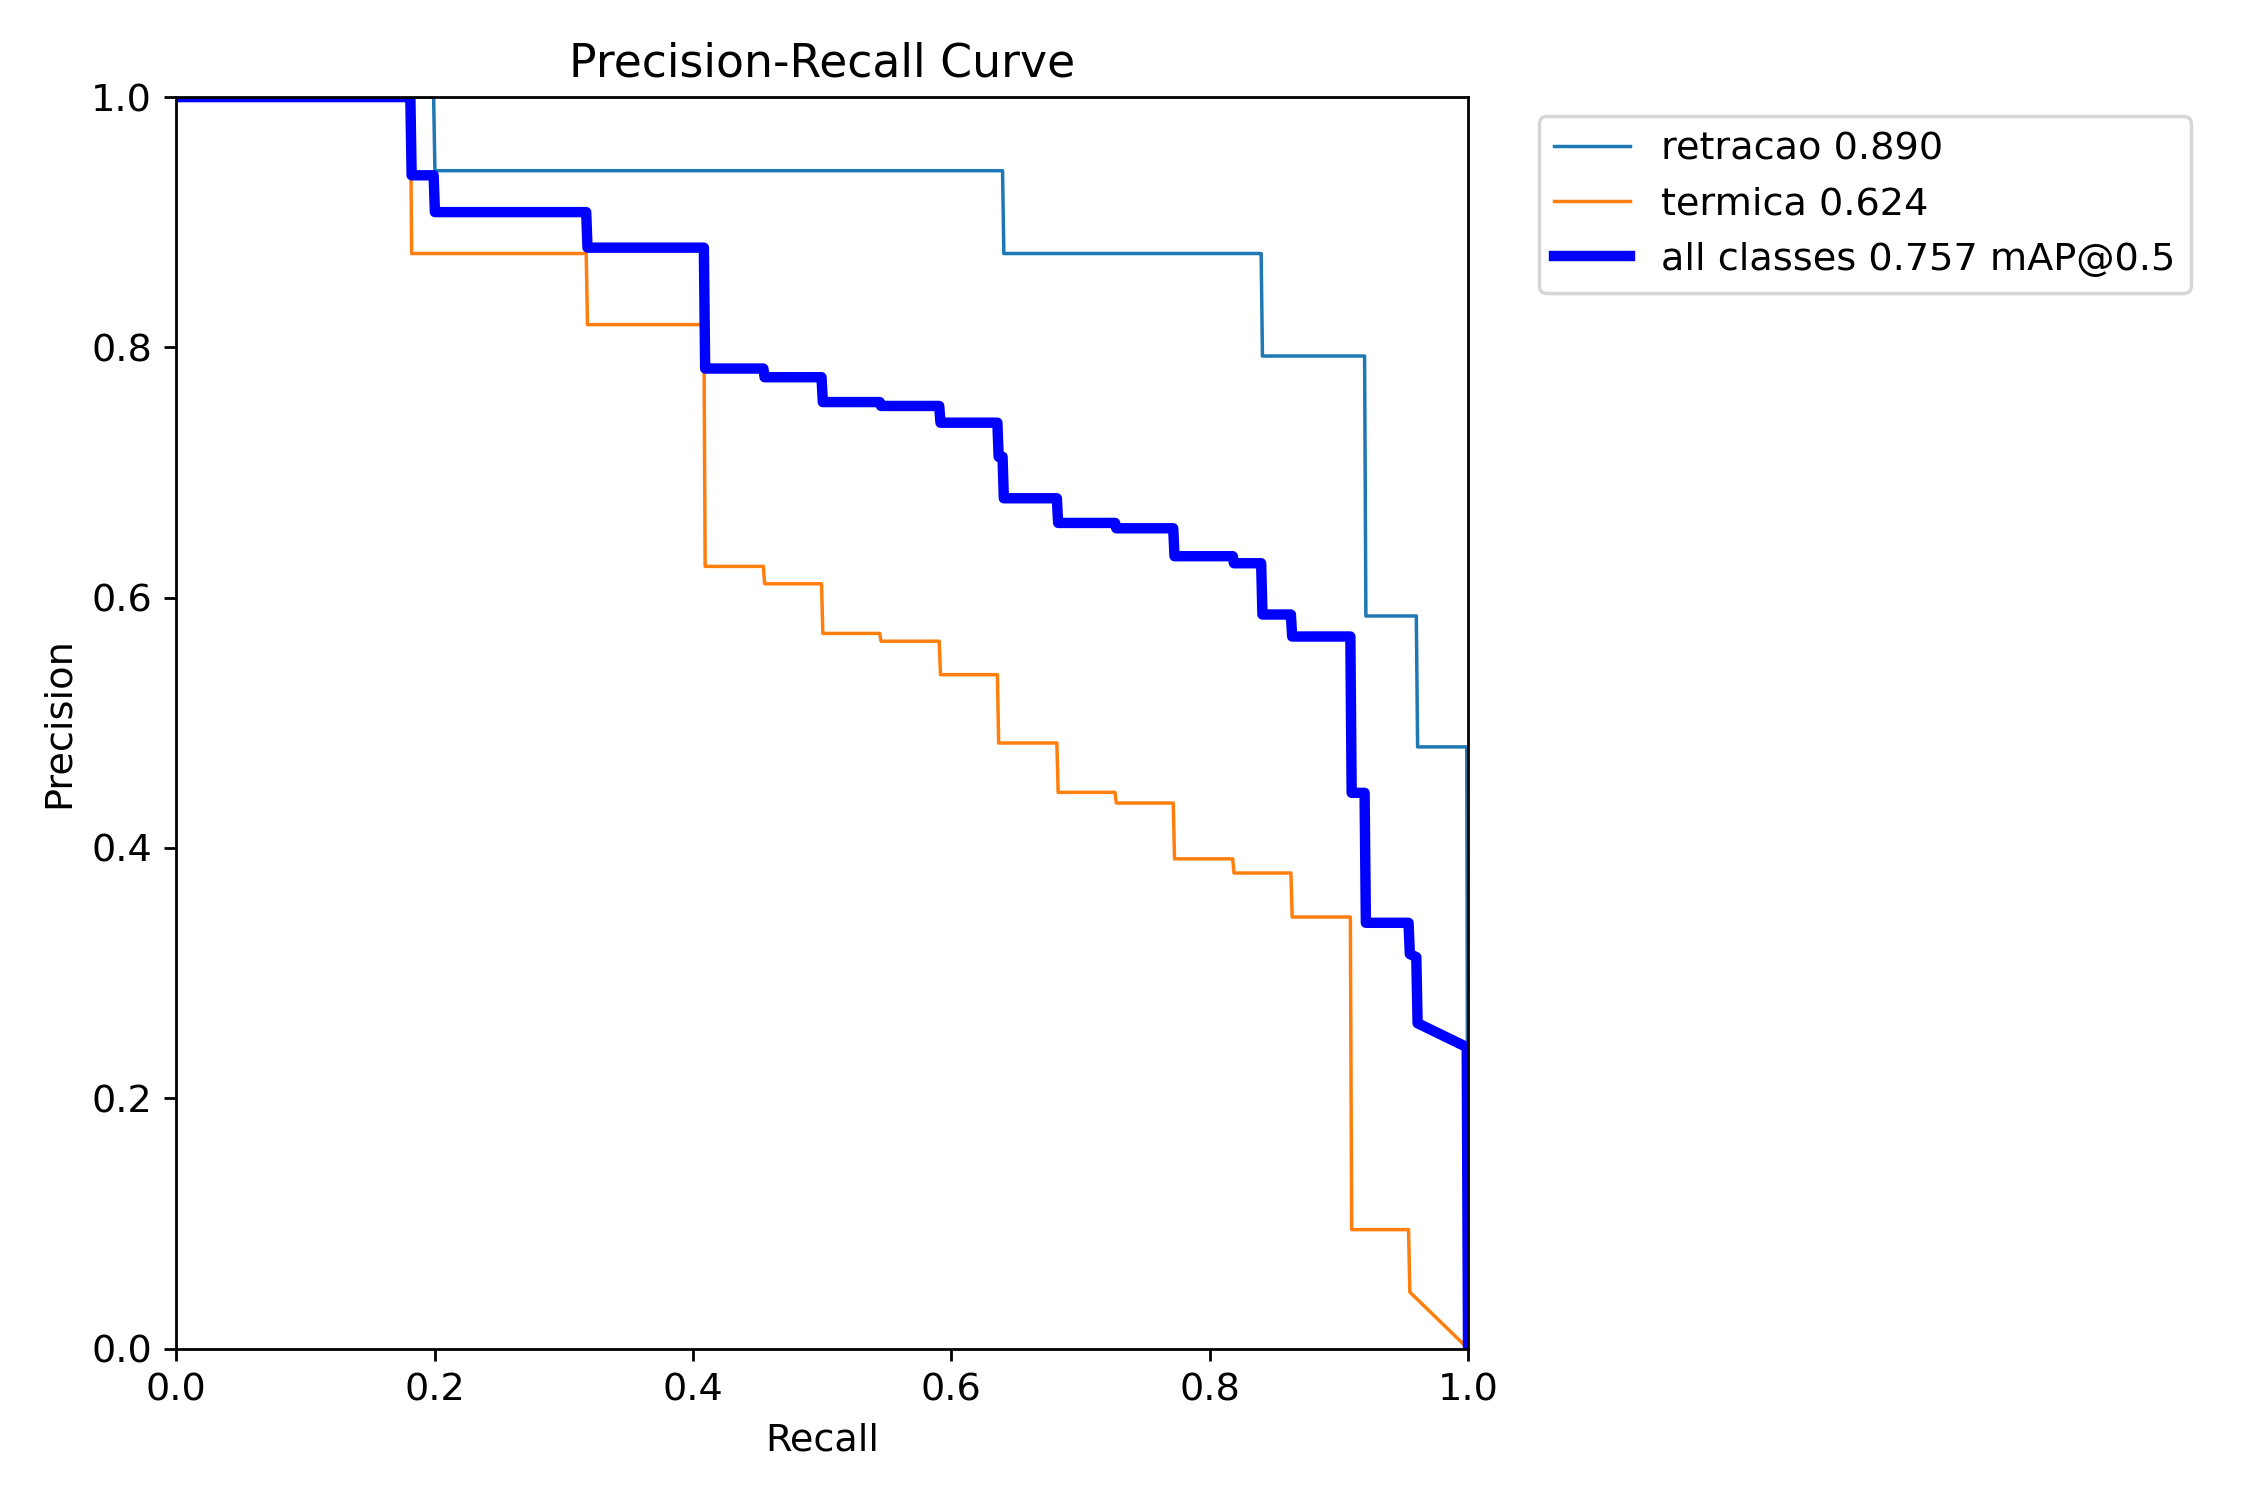 Precision-Recall Curve
1.0
0.8
0.6
0.4
0.2
0.0
Precision
0.0 0.2 0.4 0.6 0.8 1.0
Recall
retracao 0.890
termica 0.624
all classes 0.757 mAP@0.5